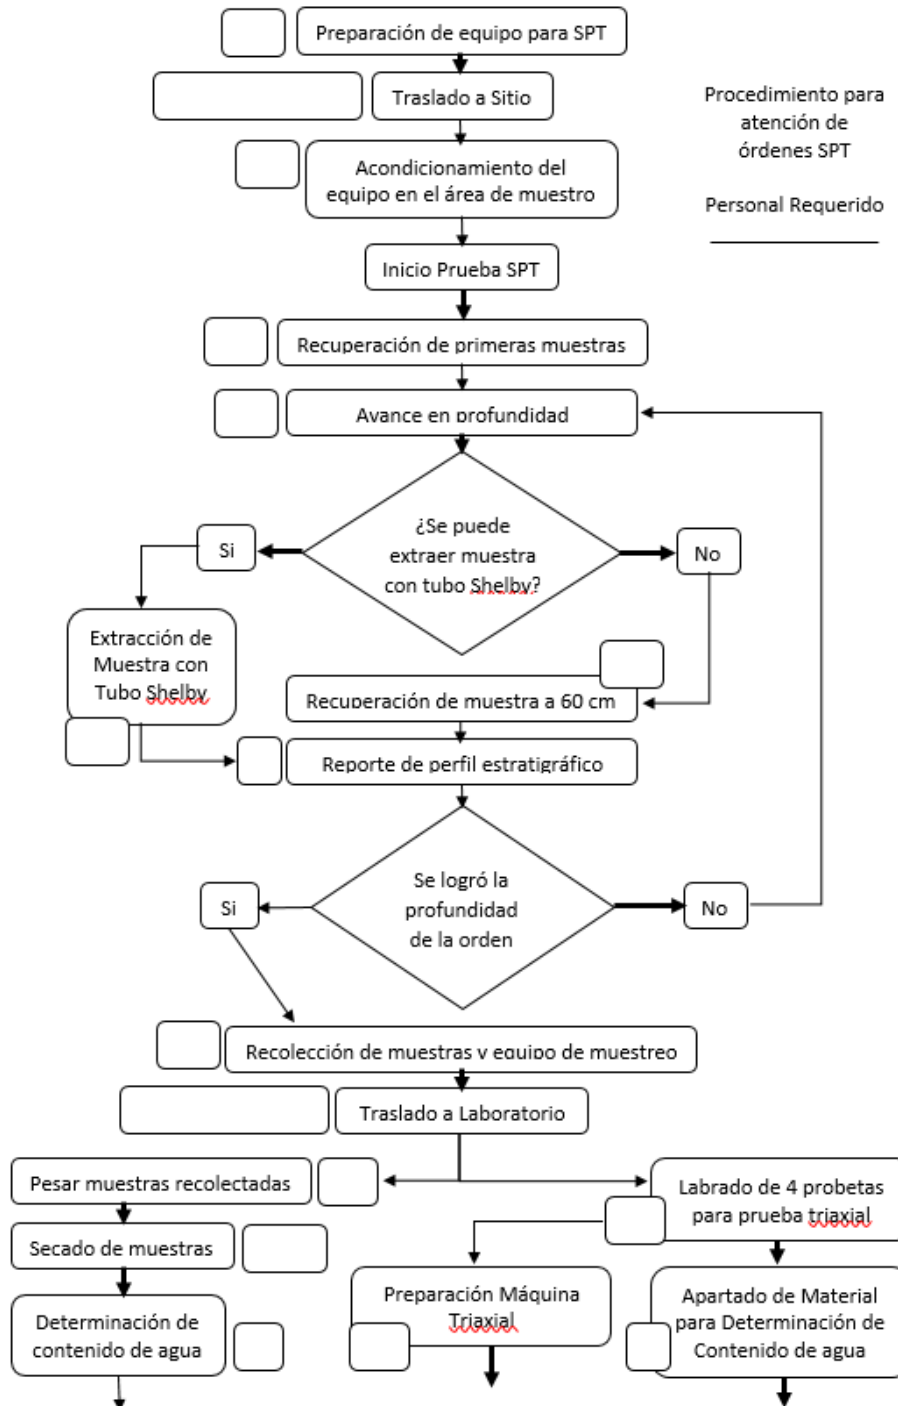 Preparación de equipo para SPT
Traslado a Sitio
Procedimiento para
atención de
órdenes SPT
Personal Requerido
Acondicionamiento del
equipo en el área de muestro
Inicio Prueba SPT
Recuperación de primeras muestras
Avance en profundidad
¿Se puede
extraer muestra
con tubo Shelby?
Si
No
Extracción de
Muestra con
Tubo Shelby
Recuperación de muestra a 60 cm
Reporte de perfil estratigráfico
Se logró la
profundidad
de la orden
Si
No
Recolección de muestras y equipo de muestreo
Traslado a Laboratorio
Pesar muestras recolectadas
Labrado de 4 probetas
para prueba triaxial
Secado de muestras
Preparación Máquina
Triaxial
Apartado de Material
para Determinación de
Contenido de agua
Determinación de
contenido de agua